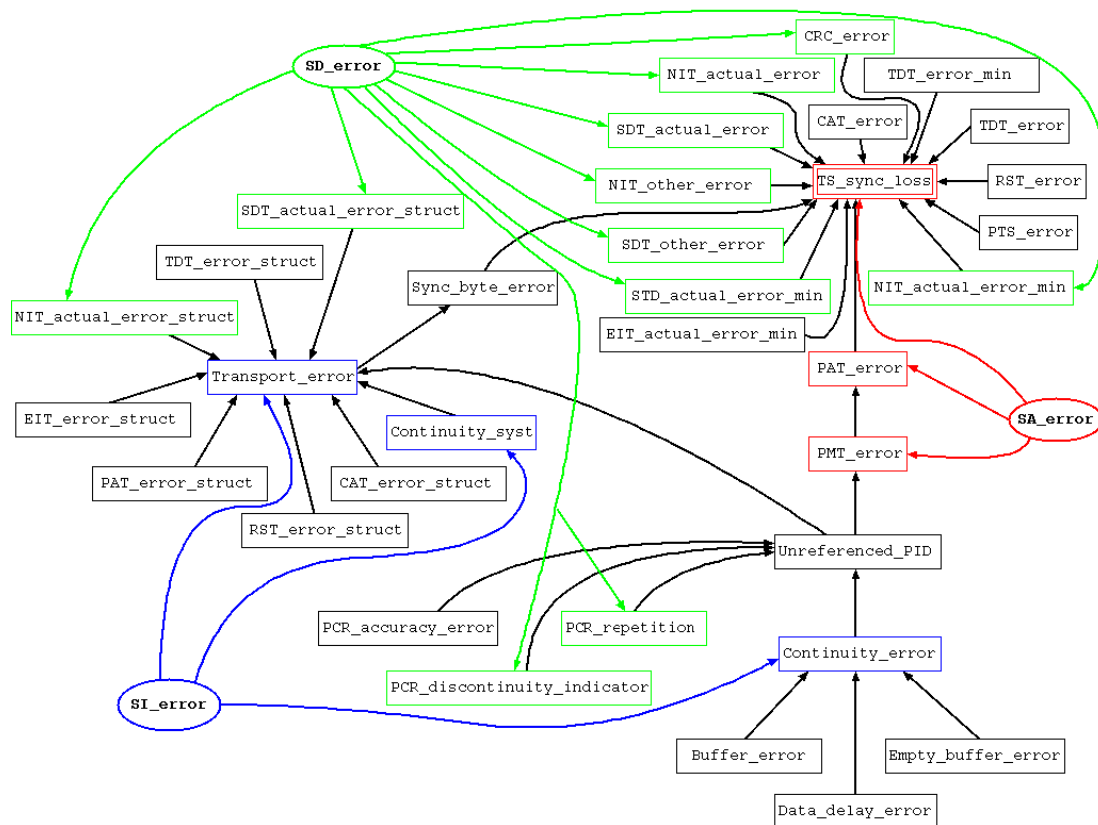 CRC_error
SD_error
NIT_actual_error
TDT_error_min
SDT_actual_error
CAT_error
TDT_error
NIT_other_error
TS_sync_loss
RST_error
SDT_actual_error_struct
SDT_other_error
PTS_error
TDT_error_struct
Sync_byte_error
STD_actual_error_min
NIT_actual_error_min
NIT_actual_error_struct
EIT_actual_error_min
Transport_error
PAT_error
EIT_error_struct
Continuity_syst
SA_error
PMT_error
PAT_error_struct
CAT_error_struct
RST_error_struct
Unreferenced_PID
PCR_accuracy_error
PCR_repetition
Continuity_error
PCR_discontinuity_indicator
SI_error
Buffer_error
Empty_buffer_error
Data_delay_error